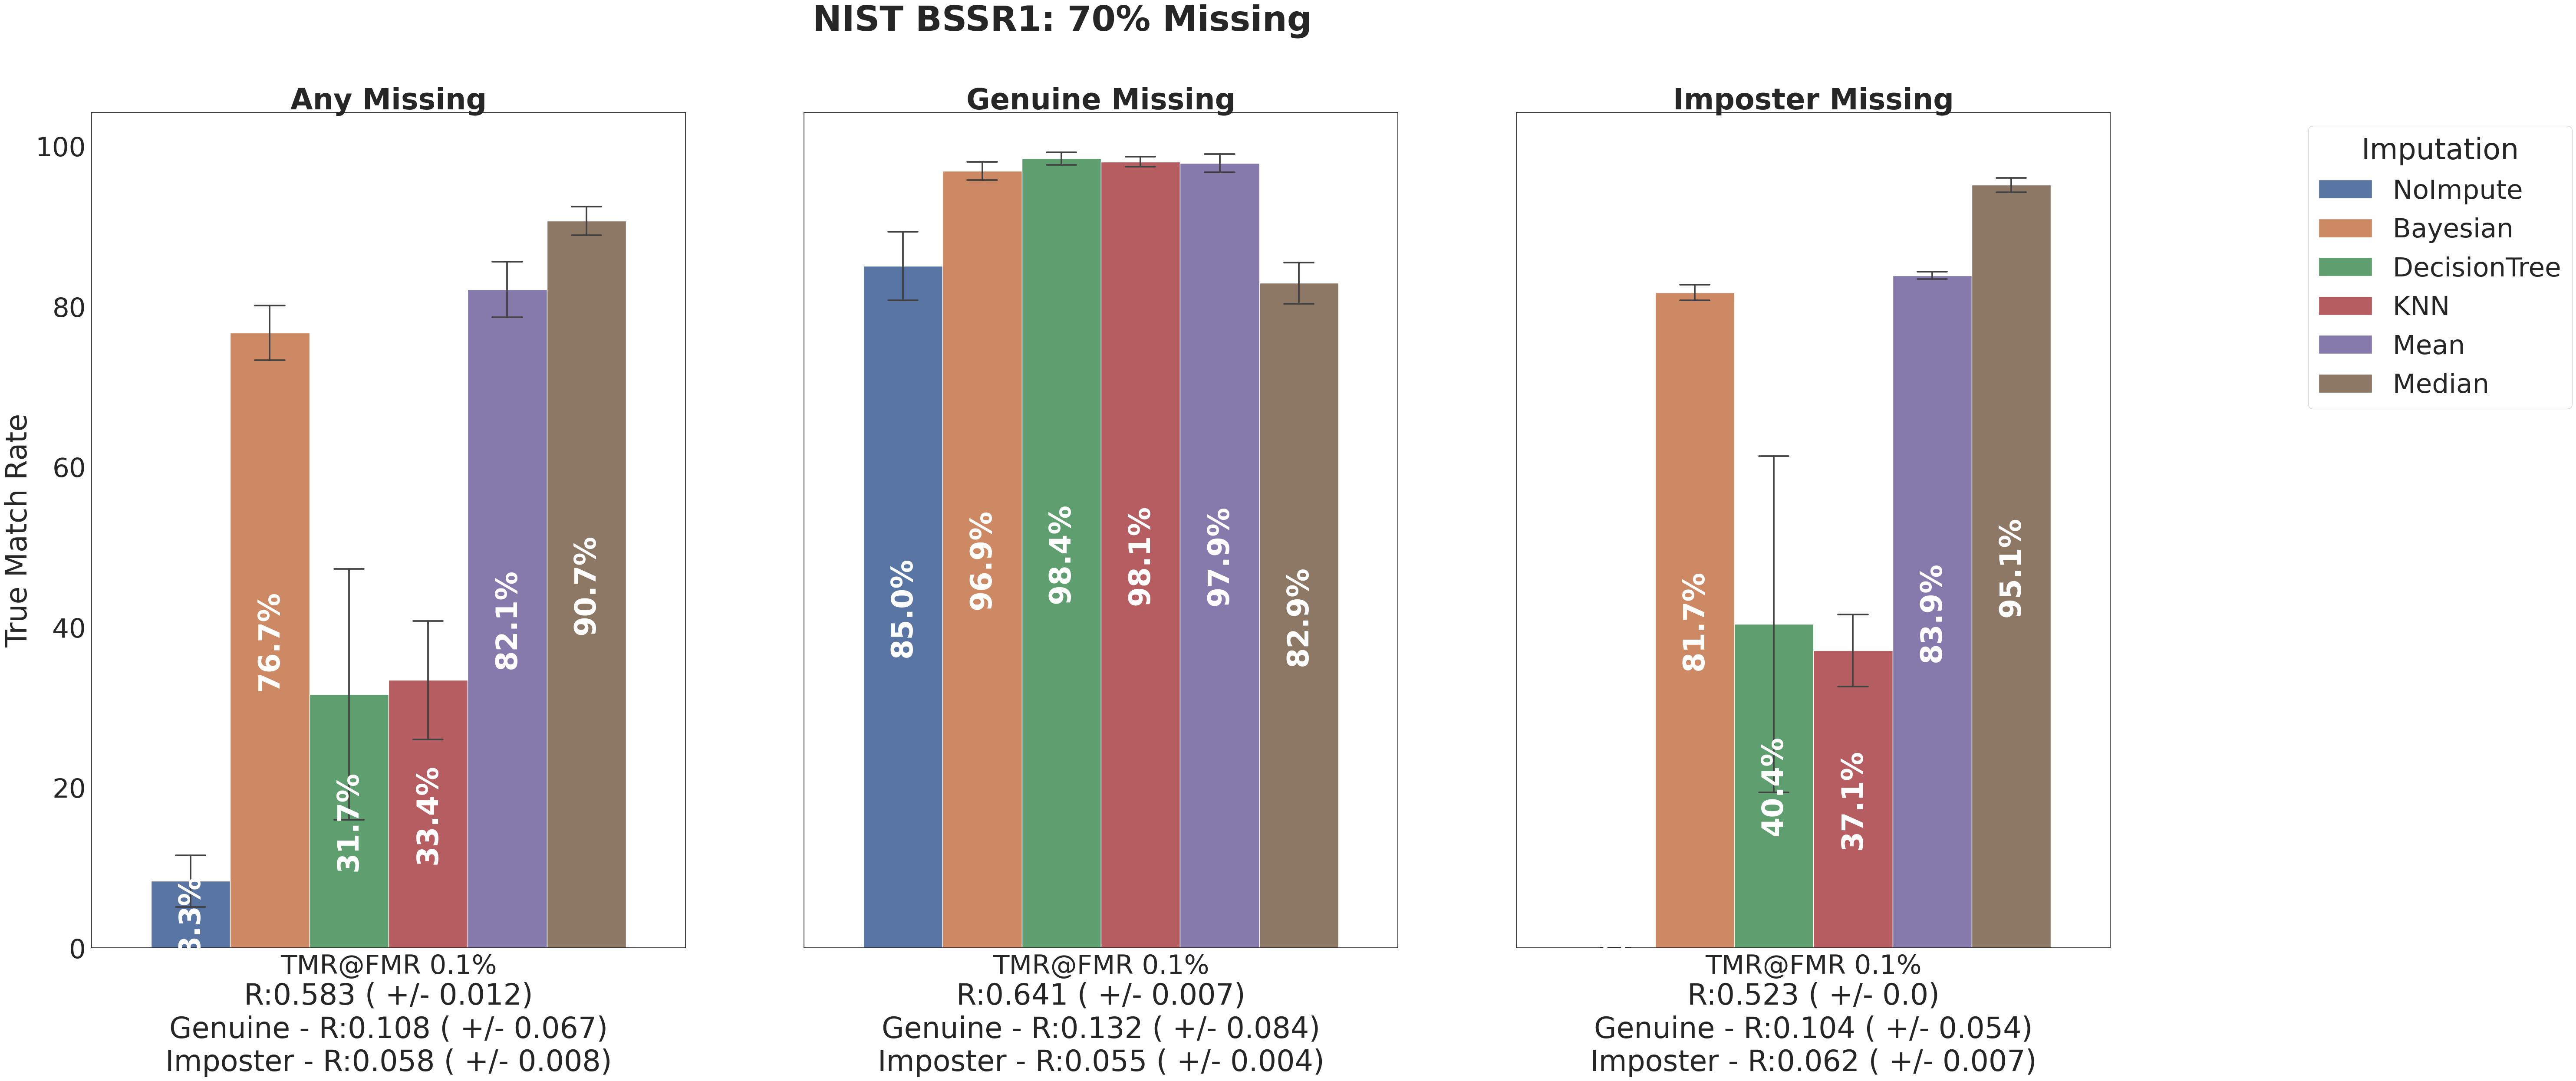 NIST BSSR1: 70% Missing
Any Missing
Genuine Missing
Imposter Missing
True Match Rate
100
80
60
40
20
0
76.7%
31.7%
33.4%
82.1%
90.7%
85.0%
96.9%
98.4%
98.1%
97.9%
82.9%
81.7%
40.4%
37.1%
83.9%
95.1%
TMR@FMR 0.1%
R:0.583 ( +/- 0.012)
Genuine - R:0.108 ( +/- 0.067)
Imposter - R:0.058 ( +/- 0.008)
TMR@FMR 0.1%
R:0.641 ( +/- 0.007)
Genuine - R:0.132 ( +/- 0.084)
Imposter - R:0.055 ( +/- 0.004)
TMR@FMR 0.1%
R:0.523 ( +/- 0.0)
Genuine - R:0.104 ( +/- 0.054)
Imposter - R:0.062 ( +/- 0.007)
Imputation
NoImpute
Bayesian
DecisionTree
KNN
Mean
Median